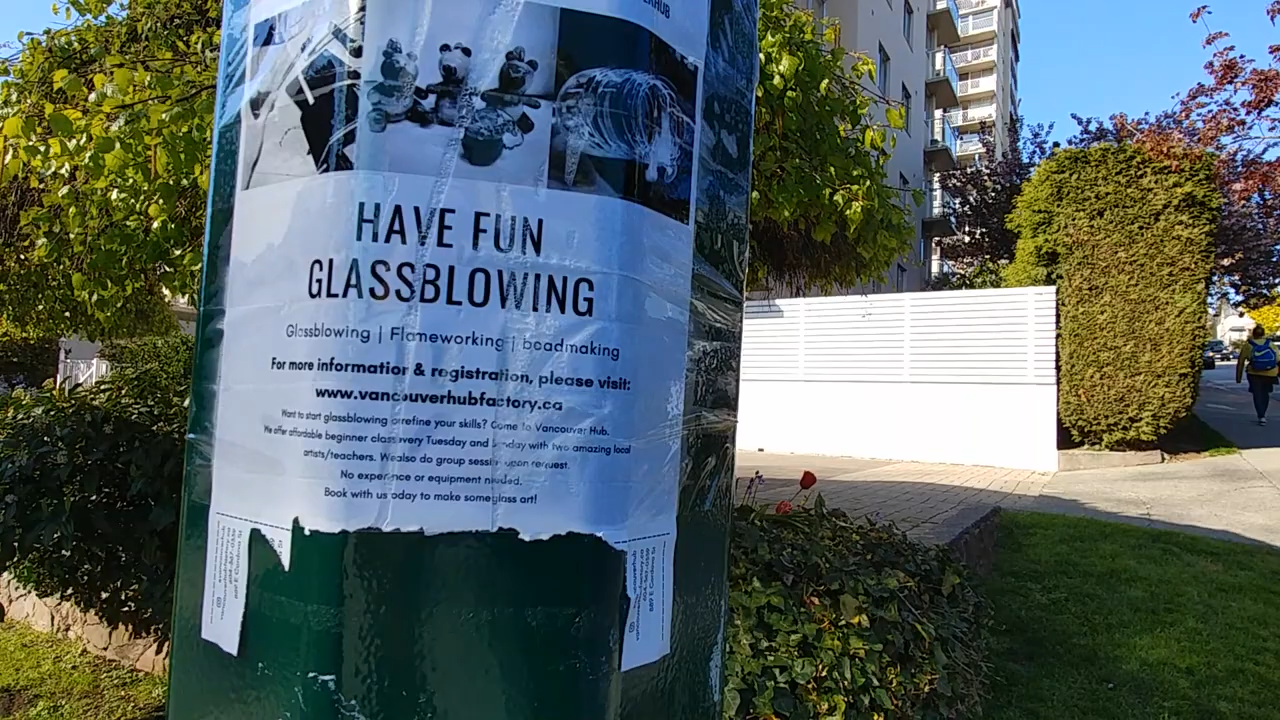 HAVE FUN
GLASSBLOWING
Glassblowing | Flameworking | beadmaking
For more information & registration, please visit:
www.vancouverhubfactory.ca
Want to start glassblowing or refine your skills? Come to Vancouver Hub.
We offer affordable beginner class every Tuesday and Sunday with two amazing local
artists/teachers. We also do group session upon request.
No experience or equipment needed.
Book with us today to make some glass art!